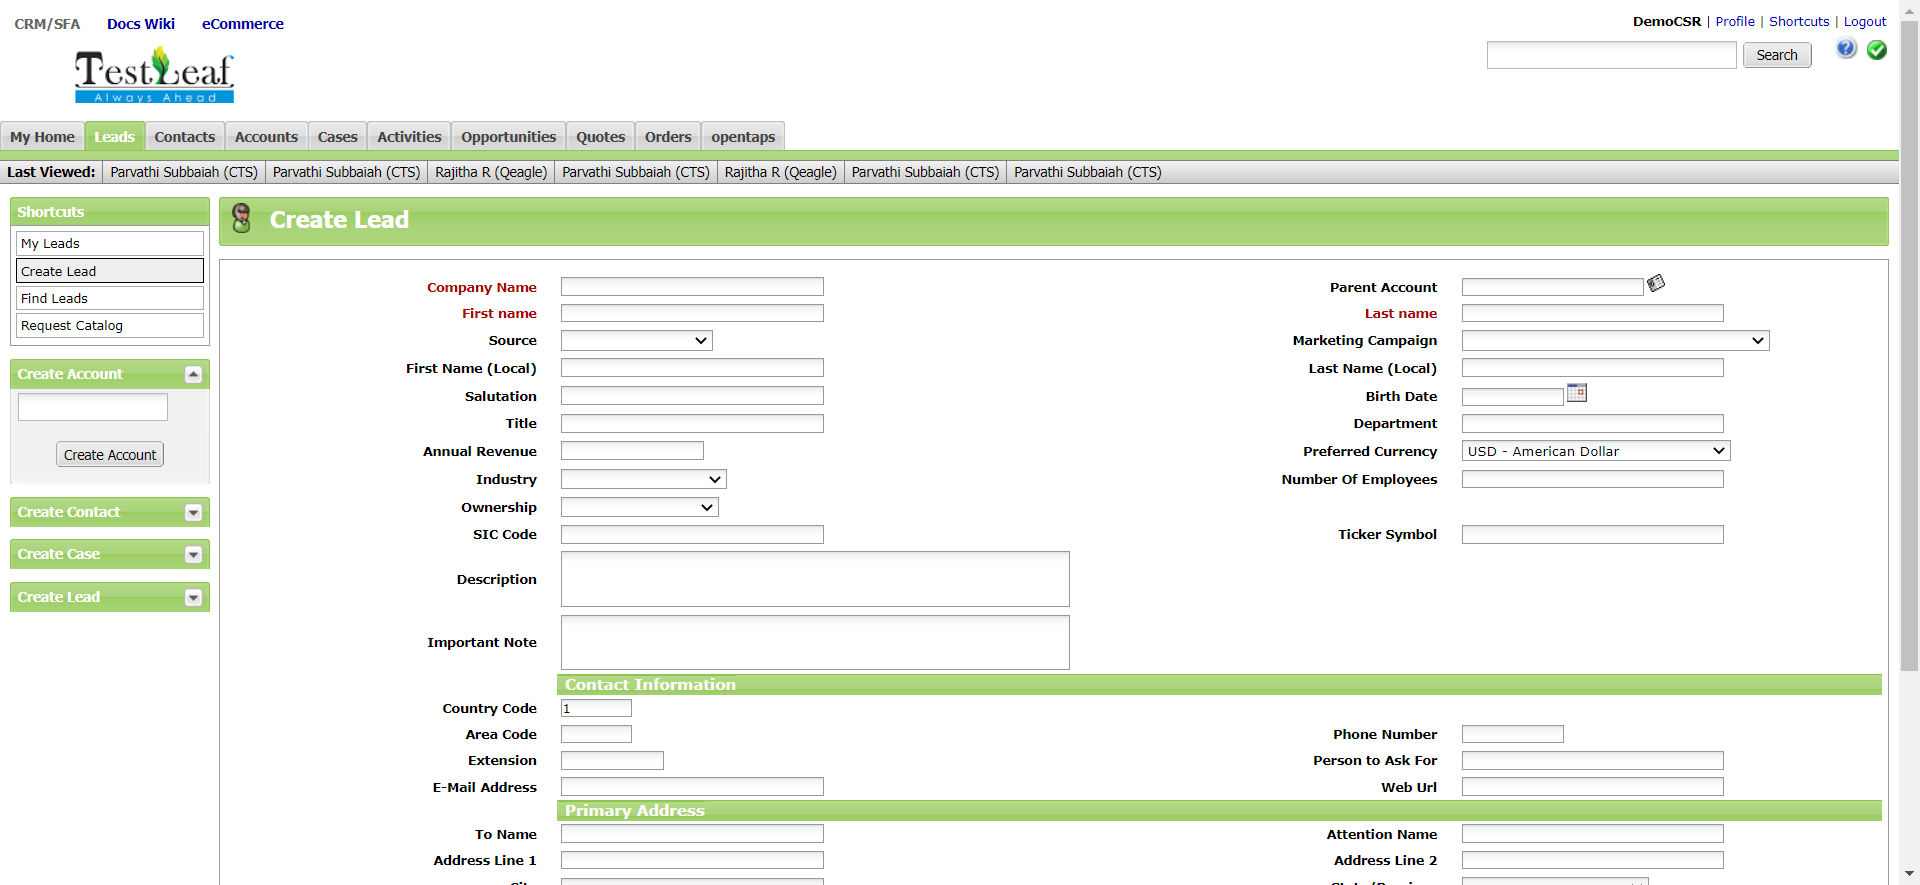 CRM/SFA Docs Wiki eCommerce
DemoCSR | Profile | Shortcuts | Logout
Search
TestLeaf
Always Ahead
My Home Leads Contacts Accounts Cases Activities Opportunities Quotes Orders opentaps
Last Viewed: Parvathi Subbaiah (CTS) Parvathi Subbaiah (CTS) Rajitha R (Qeagle) Parvathi Subbaiah (CTS) Rajitha R (Qeagle) Parvathi Subbaiah (CTS) Parvathi Subbaiah (CTS)
Shortcuts
My Leads
Create Lead
Find Leads
Request Catalog
Create Account
Create Account
Create Contact
Create Case
Create Lead
Create Lead
Company Name Parent Account
First name Last name
Source Marketing Campaign
First Name (Local) Last Name (Local)
Salutation Birth Date
Title Department
Annual Revenue Preferred Currency USD - American Dollar
Industry Number Of Employees
Ownership
SIC Code Ticker Symbol
Description
Important Note
Contact Information
Country Code 1
Area Code Phone Number
Extension Person to Ask For
E-Mail Address Web Url
Primary Address
To Name Attention Name
Address Line 1 Address Line 2